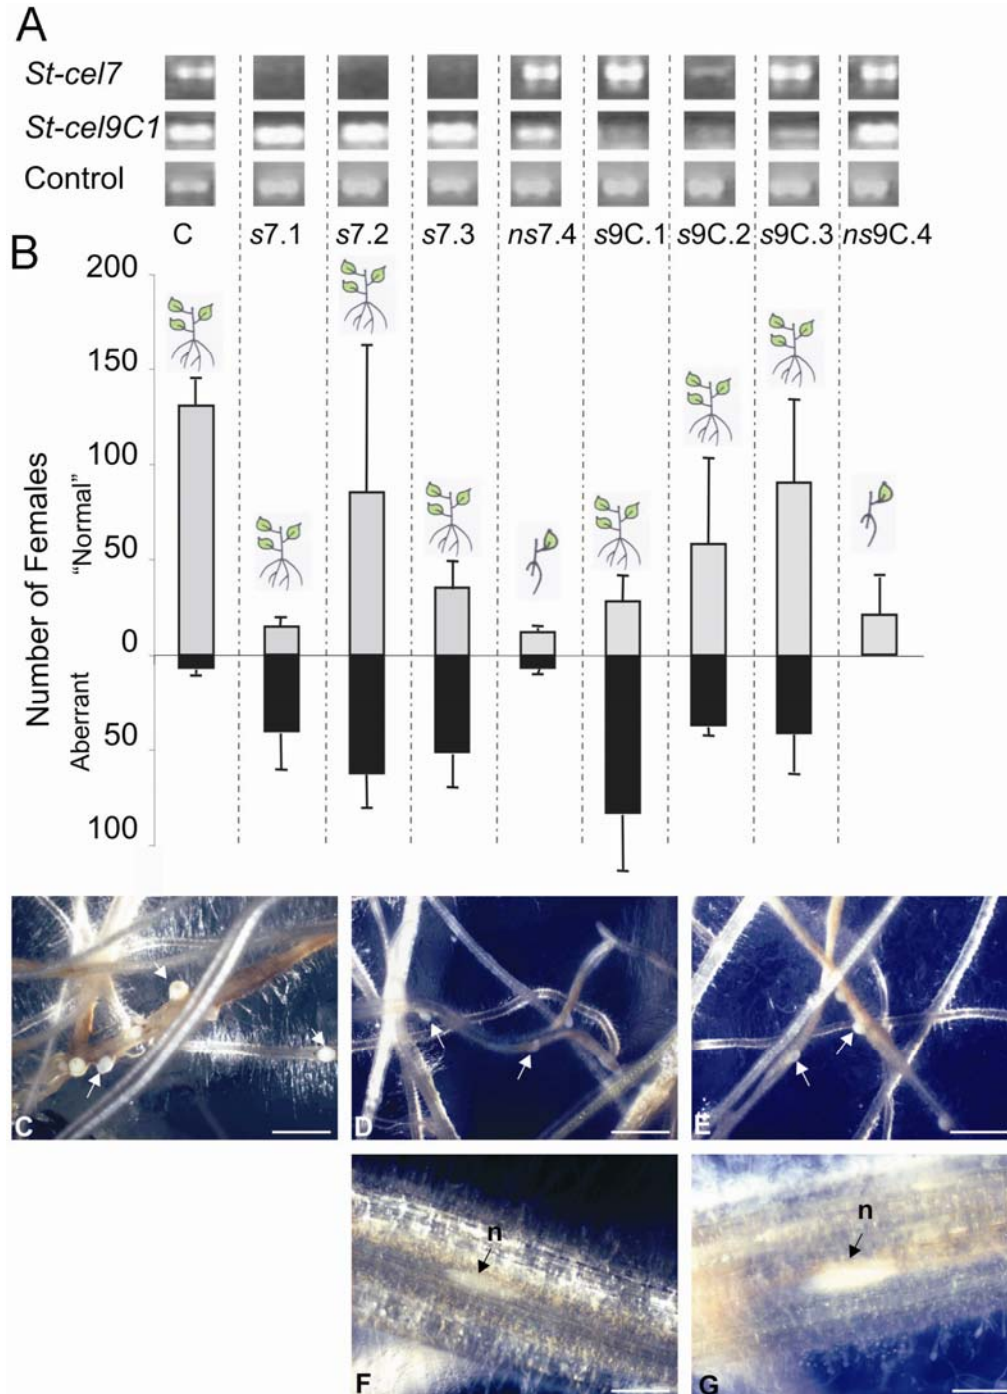 A
St-cel7
St-cel9C1
Control
C s7.1 s7.2 s7.3 ns7.4 s9C.1 s9C.2 s9C.3 ns9C.4
B
200
150
100
50
0
50
100
Number of Females
"Normal"
Aberrant
C
D
E
n
F
n
G